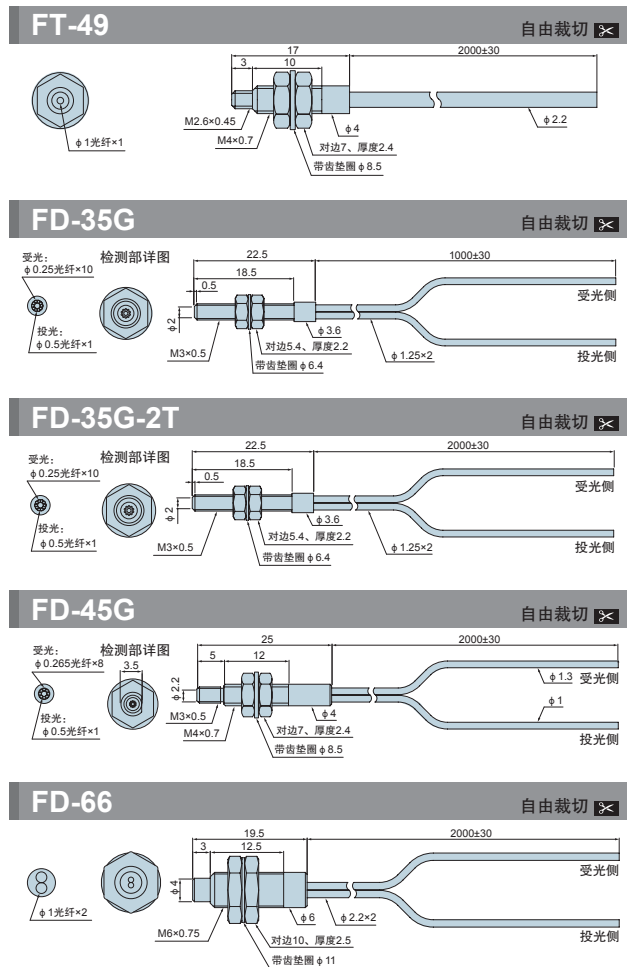 FT-49
自由裁切
17
2000±30
3
10
M2.6×0.45
M4×0.7
φ4
φ2.2
对边7、厚度2.4
带齿垫圈φ8.5
φ1光纤×1
FD-35G
自由裁切
受光：
φ0.25光纤×10
检测部详图
22.5
1000±30
18.5
0.5
φ2
受光侧
投光：
φ0.5光纤×1
M3×0.5
φ3.6
对边5.4、厚度2.2
带齿垫圈φ6.4
φ1.25×2
投光侧
FD-35G-2T
自由裁切
受光：
φ0.25光纤×10
检测部详图
22.5
2000±30
18.5
0.5
φ2
受光侧
投光：
φ0.5光纤×1
M3×0.5
φ3.6
对边5.4、厚度2.2
带齿垫圈φ6.4
φ1.25×2
投光侧
FD-45G
自由裁切
受光：
φ0.265光纤×8
检测部详图
3.5
25
2000±30
5
12
φ2.2
φ1.3
受光侧
投光：
φ0.5光纤×1
M3×0.5
M4×0.7
φ4
φ1
对边7、厚度2.4
带齿垫圈φ8.5
投光侧
FD-66
自由裁切
19.5
2000±30
3
12.5
φ4
受光侧
φ1光纤×2
M6×0.75
φ6
φ2.2×2
对边10、厚度2.5
带齿垫圈φ11
投光侧